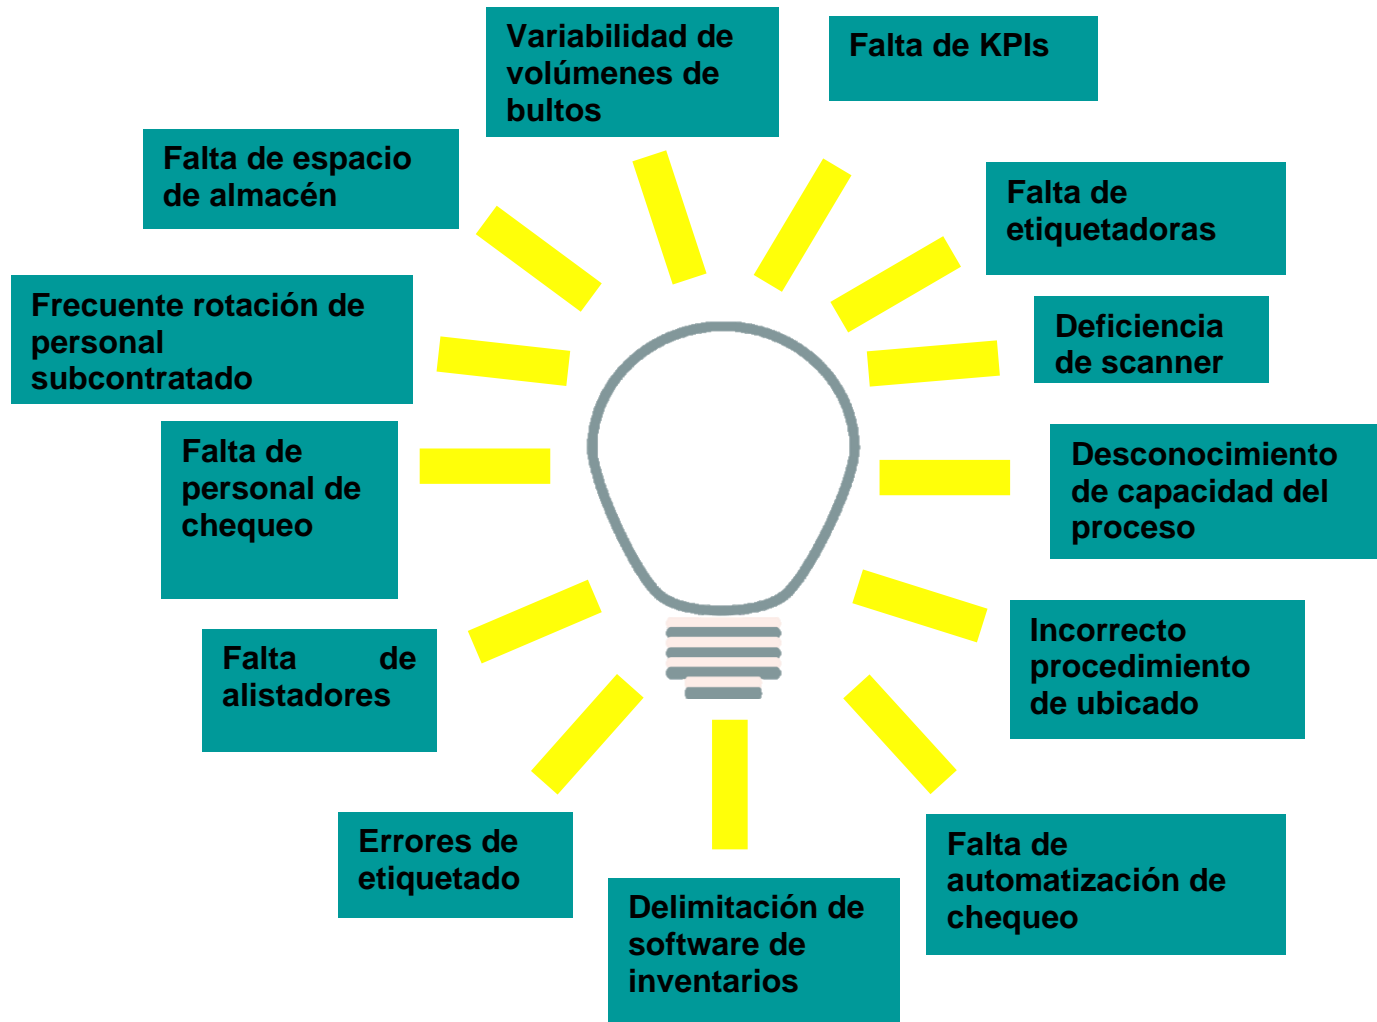 Variabilidad de
volúmenes de
bultos
Falta de KPIs
Falta de espacio
de almacén
Falta de
etiquetadoras
Frecuente rotación de
personal
subcontratado
Deficiencia
de scanner
Falta de
personal de
chequeo
Desconocimiento
de capacidad del
proceso
Falta de
alistadores
Incorrecto
procedimiento
de ubicado
Errores de
etiquetado
Delimitación de
software de
inventarios
Falta de
automatización de
chequeo